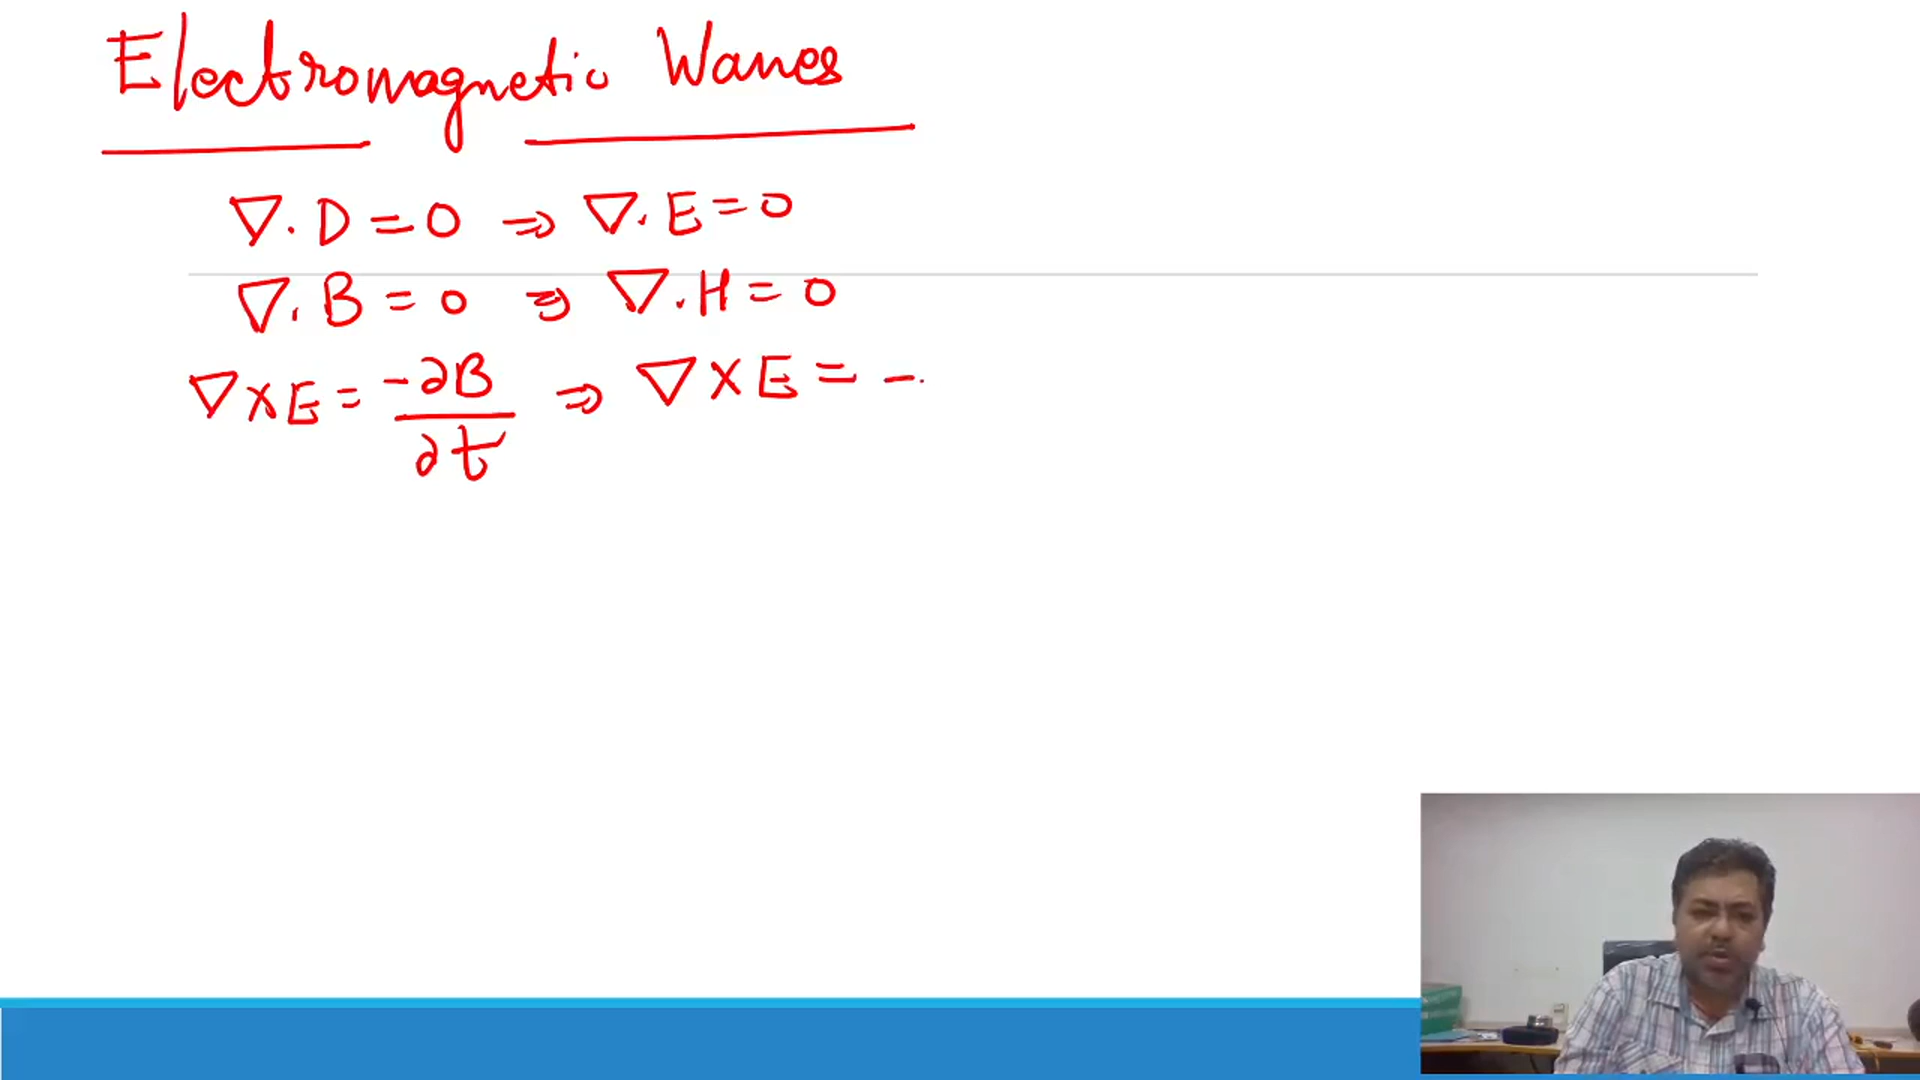 Electromagnetic Waves
∇. D = 0 ⇒ ∇. E = 0
∇. B = 0 ⇒ ∇. H = 0
∇ X E = -∂B/∂t ⇒ ∇ X E = -